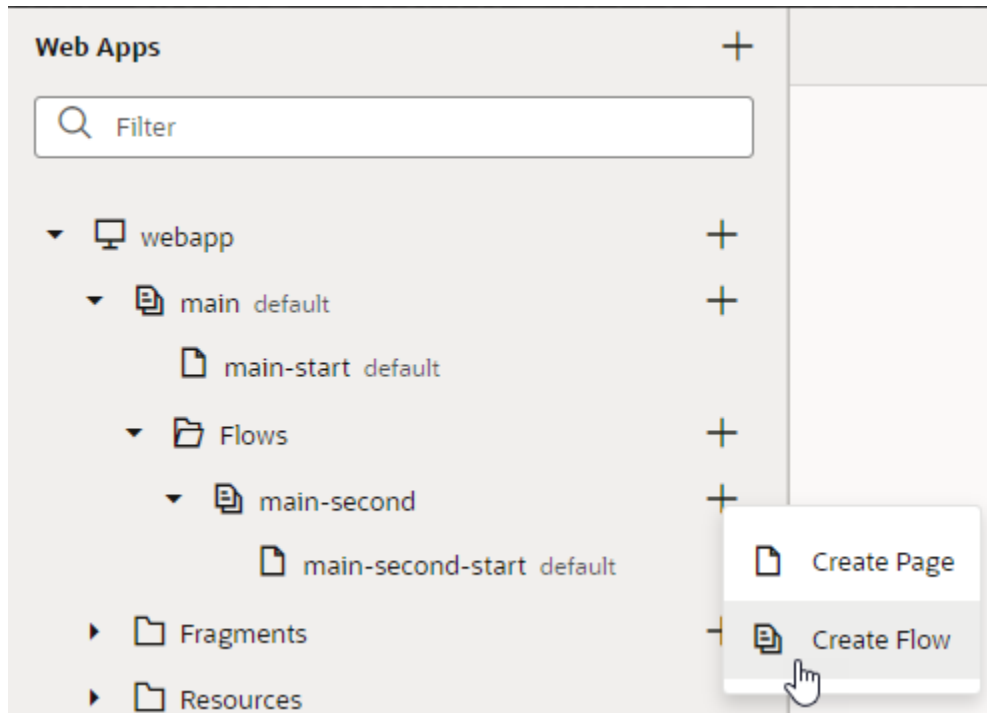 Web Apps
Filter
webapp
main default
main-start default
Flows
main-second
main-second-start default
Create Page
Fragments
Create Flow
Resources